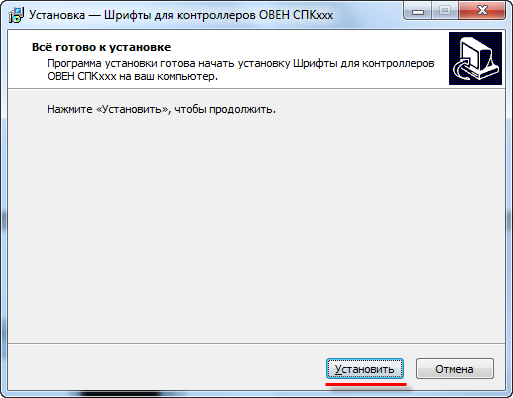 Установка — Шрифты для контроллеров ОВЕН СПКxxx
Всё готово к установке
Программа установки готова начать установку Шрифты для контроллеров
ОВЕН СПКxxx на ваш компьютер.
Нажмите «Установить», чтобы продолжить.
Установить
Отмена